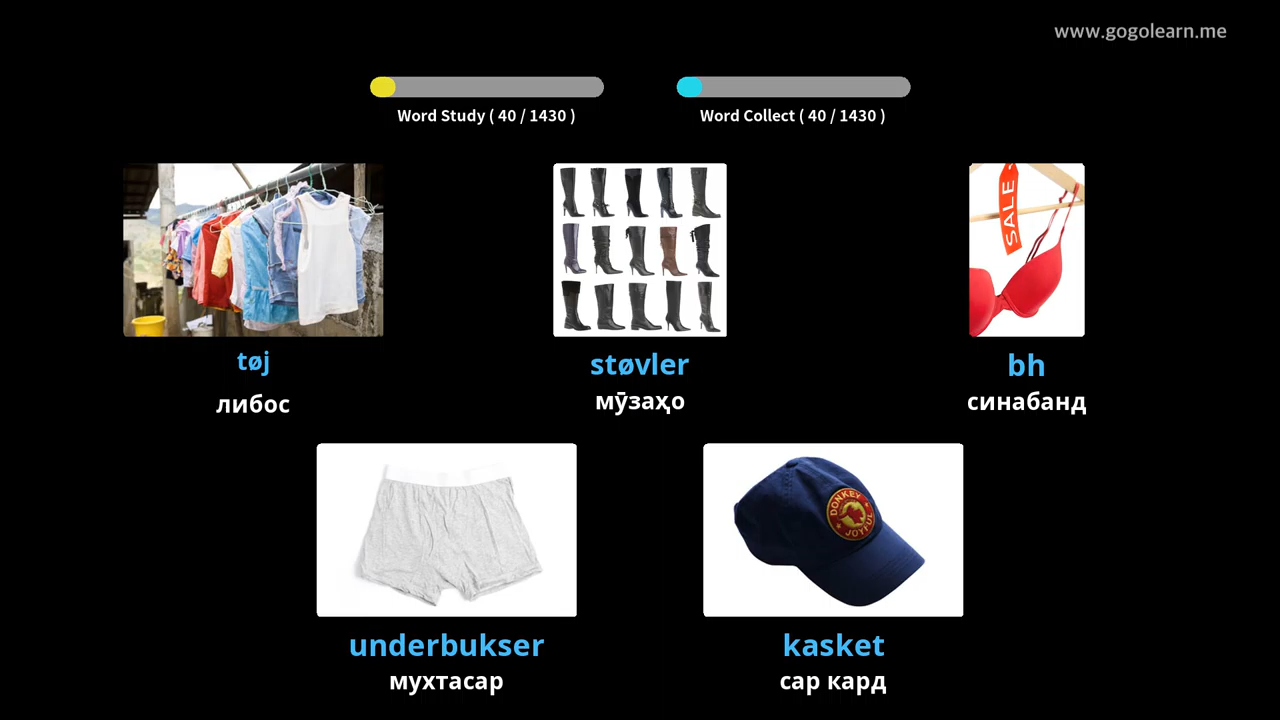 www.gogolearn.me
Word Study ( 40 / 1430 )
Word Collect ( 40 / 1430 )
SALE
tøj
støvler
bh
либос
мӯзаҳо
синабанд
DONKEY
JOYFUL
underbukser
kasket
мухтасар
сар кард